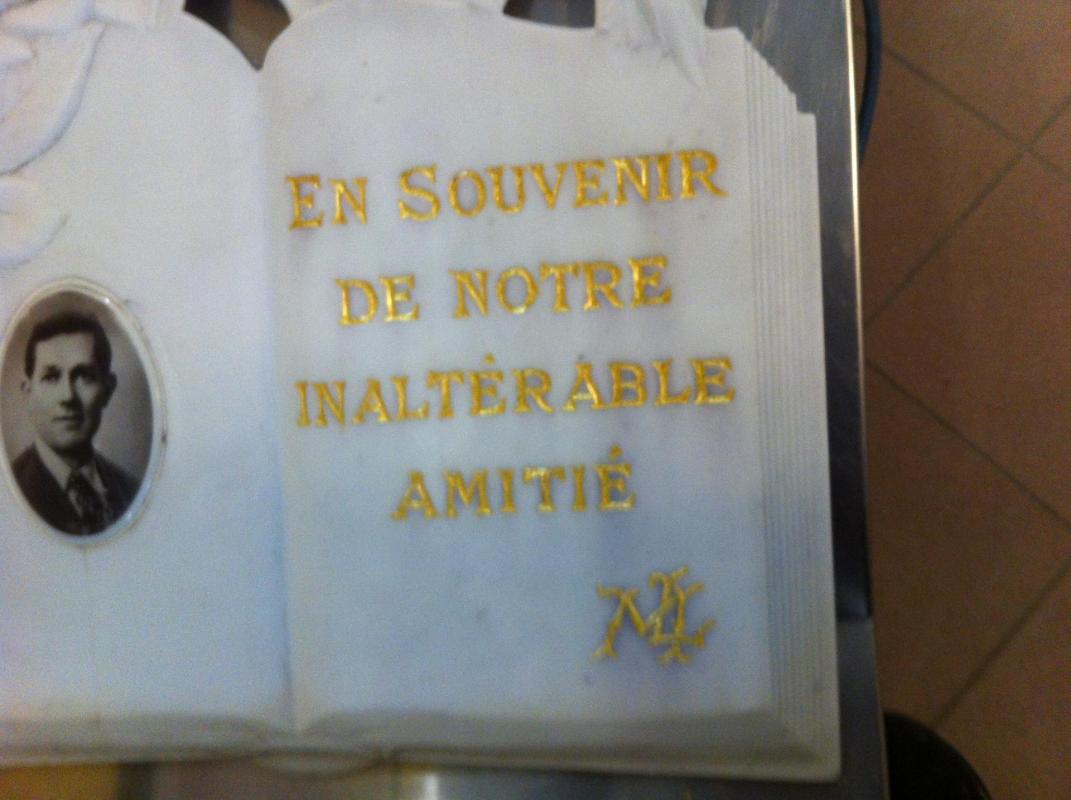 EN SOUVENIR
DE NOTRE
INALTÉRABLE
AMITIÉ